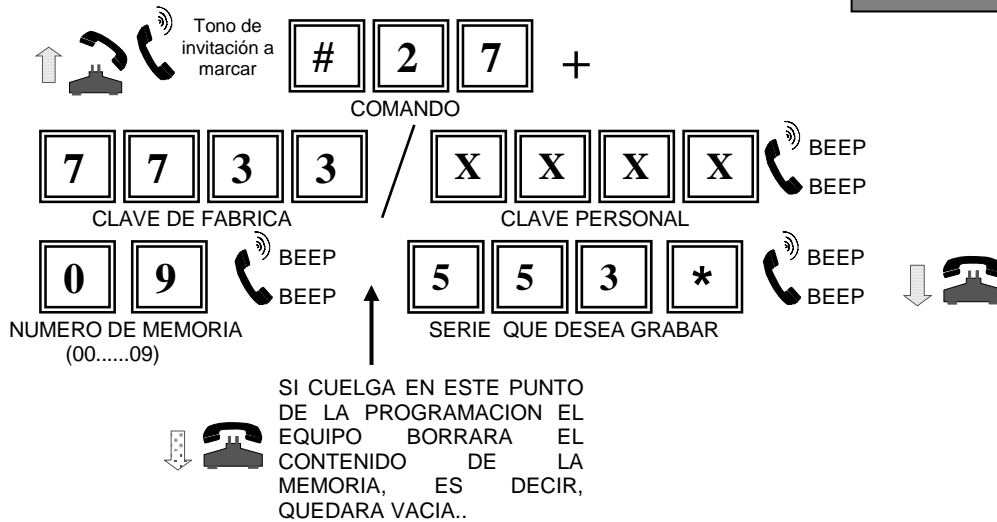 Tono de
invitación a
marcar
# 2 7 +
COMANDO
7 7 3 3 / X X X X BEEP
BEEP
CLAVE DE FABRICA CLAVE PERSONAL
0 9 BEEP
BEEP
5 5 3 * BEEP
BEEP
NUMERO DE MEMORIA
(00......09)
SERIE QUE DESEA GRABAR
SI CUELGA EN ESTE PUNTO
DE LA PROGRAMACION EL
EQUIPO BORRARA EL
CONTENIDO DE LA
MEMORIA, ES DECIR,
QUEDARA VACIA..